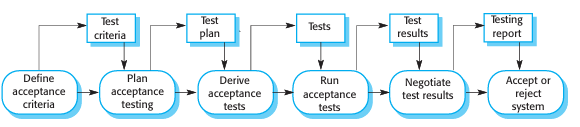 Test
criteria
Test
plan
Tests
Test
results
Testing
report
Define
acceptance
criteria
Plan
acceptance
testing
Derive
acceptance
tests
Run
acceptance
tests
Negotiate
test results
Accept or
reject
system